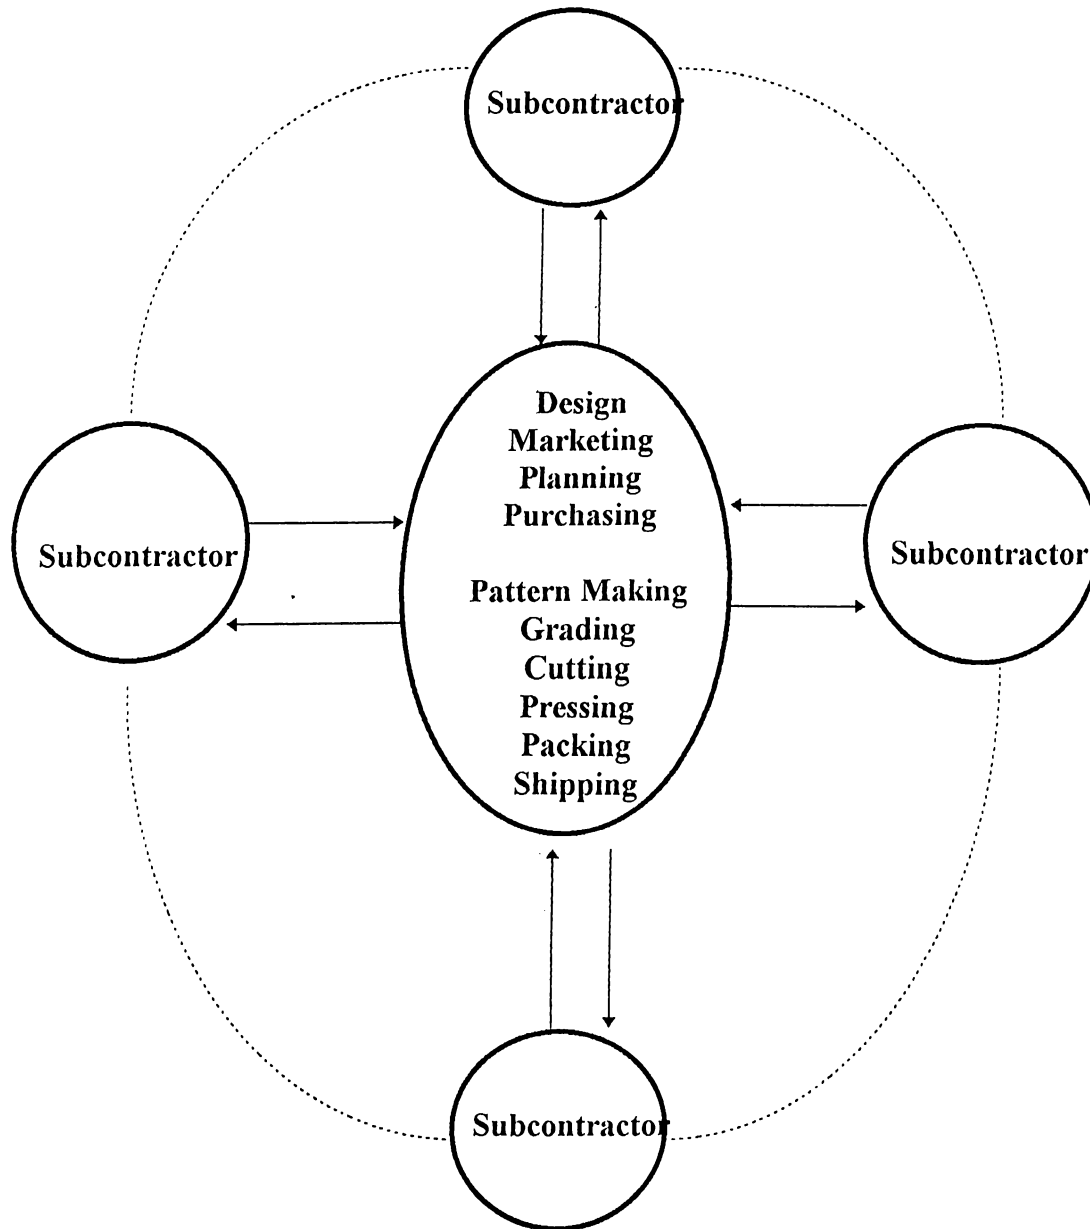 Subcontractor
Design
Marketing
Planning
Purchasing
Subcontractor
Subcontractor
Pattern Making
Grading
Cutting
Pressing
Packing
Shipping
Subcontractor